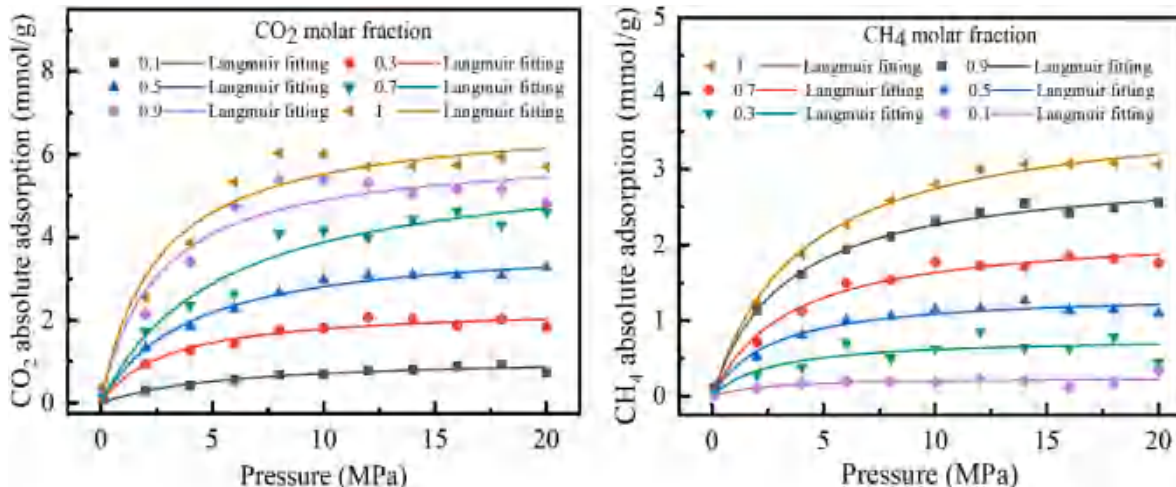 CO2 molar fraction
0.1 Langmuir fitting 0.3 Langmuir fitting
0.5 Langmuir fitting 0.7 Langmuir fitting
0.9 Langmuir fitting 1 Langmuir fitting
CO2 absolute adsorption (mmol/g)
8
6
4
2
0
0 5 10 15 20
Pressure (MPa)
CH4 molar fraction
1 Langmuir fitting 0.9 Langmuir fitting
0.7 Langmuir fitting 0.5 Langmuir fitting
0.3 Langmuir fitting 0.1 Langmuir fitting
CH4 absolute adsorption (mmol/g)
5
4
3
2
1
0
0 5 10 15 20
Pressure (MPa)